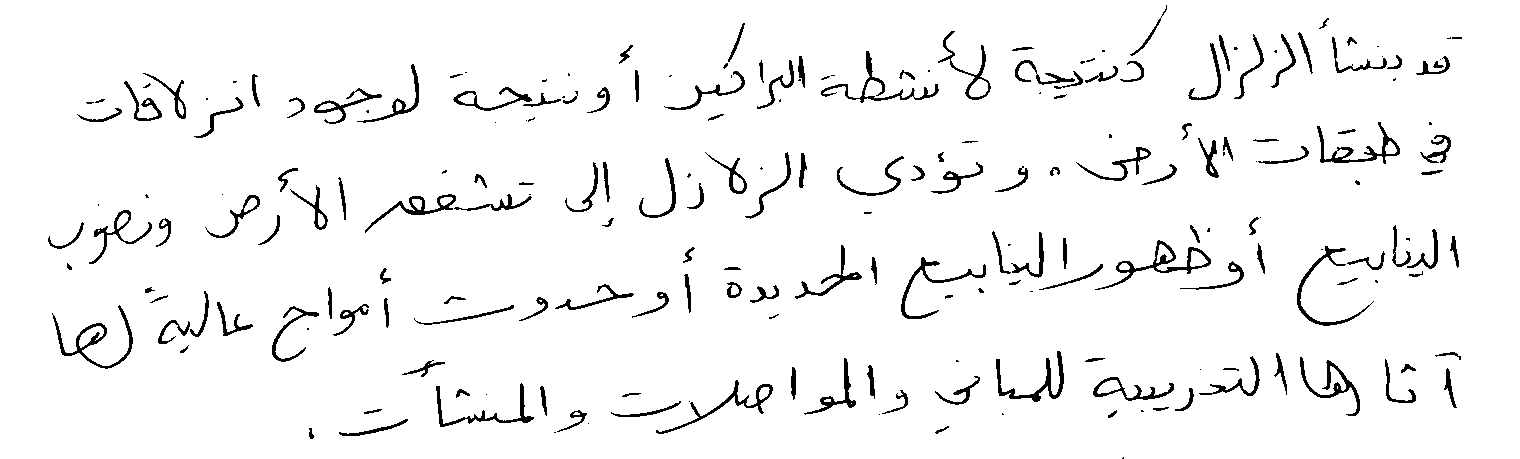 قد ينشأ الزلزال كنتيجة لأنشطة البراكين أو نتيجة لوجود انزلاقات
في طبقات الأرض. وتؤدي الزلازل إلى تشقق الأرض ونضوب
الينابيع أو ظهور الينابيع الجديدة أو حدوث أمواج عالية لها
آثارها التخريبية للمباني والمواصلات والمنشآت.